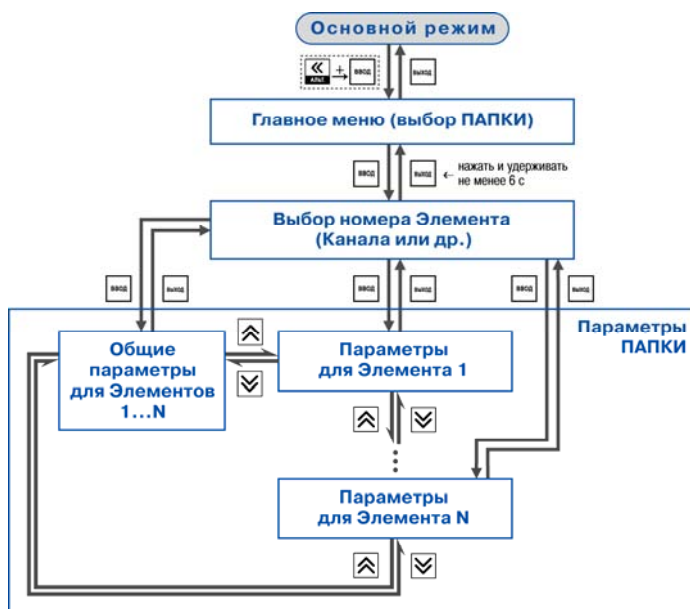 Основной режим
АЛЬТ + ВВОД ВЫХОД
Главное меню (выбор ПАПКИ)
ВВОД ВЫХОД ← нажать и удерживать
не менее 6 с
Выбор номера Элемента
(Канала или др.)
ВВОД ВЫХОД ВВОД ВЫХОД ВВОД ВЫХОД
Параметры
ПАПКИ
Общие
параметры
для Элементов
1...N
Параметры
для Элемента 1
Параметры
для Элемента N